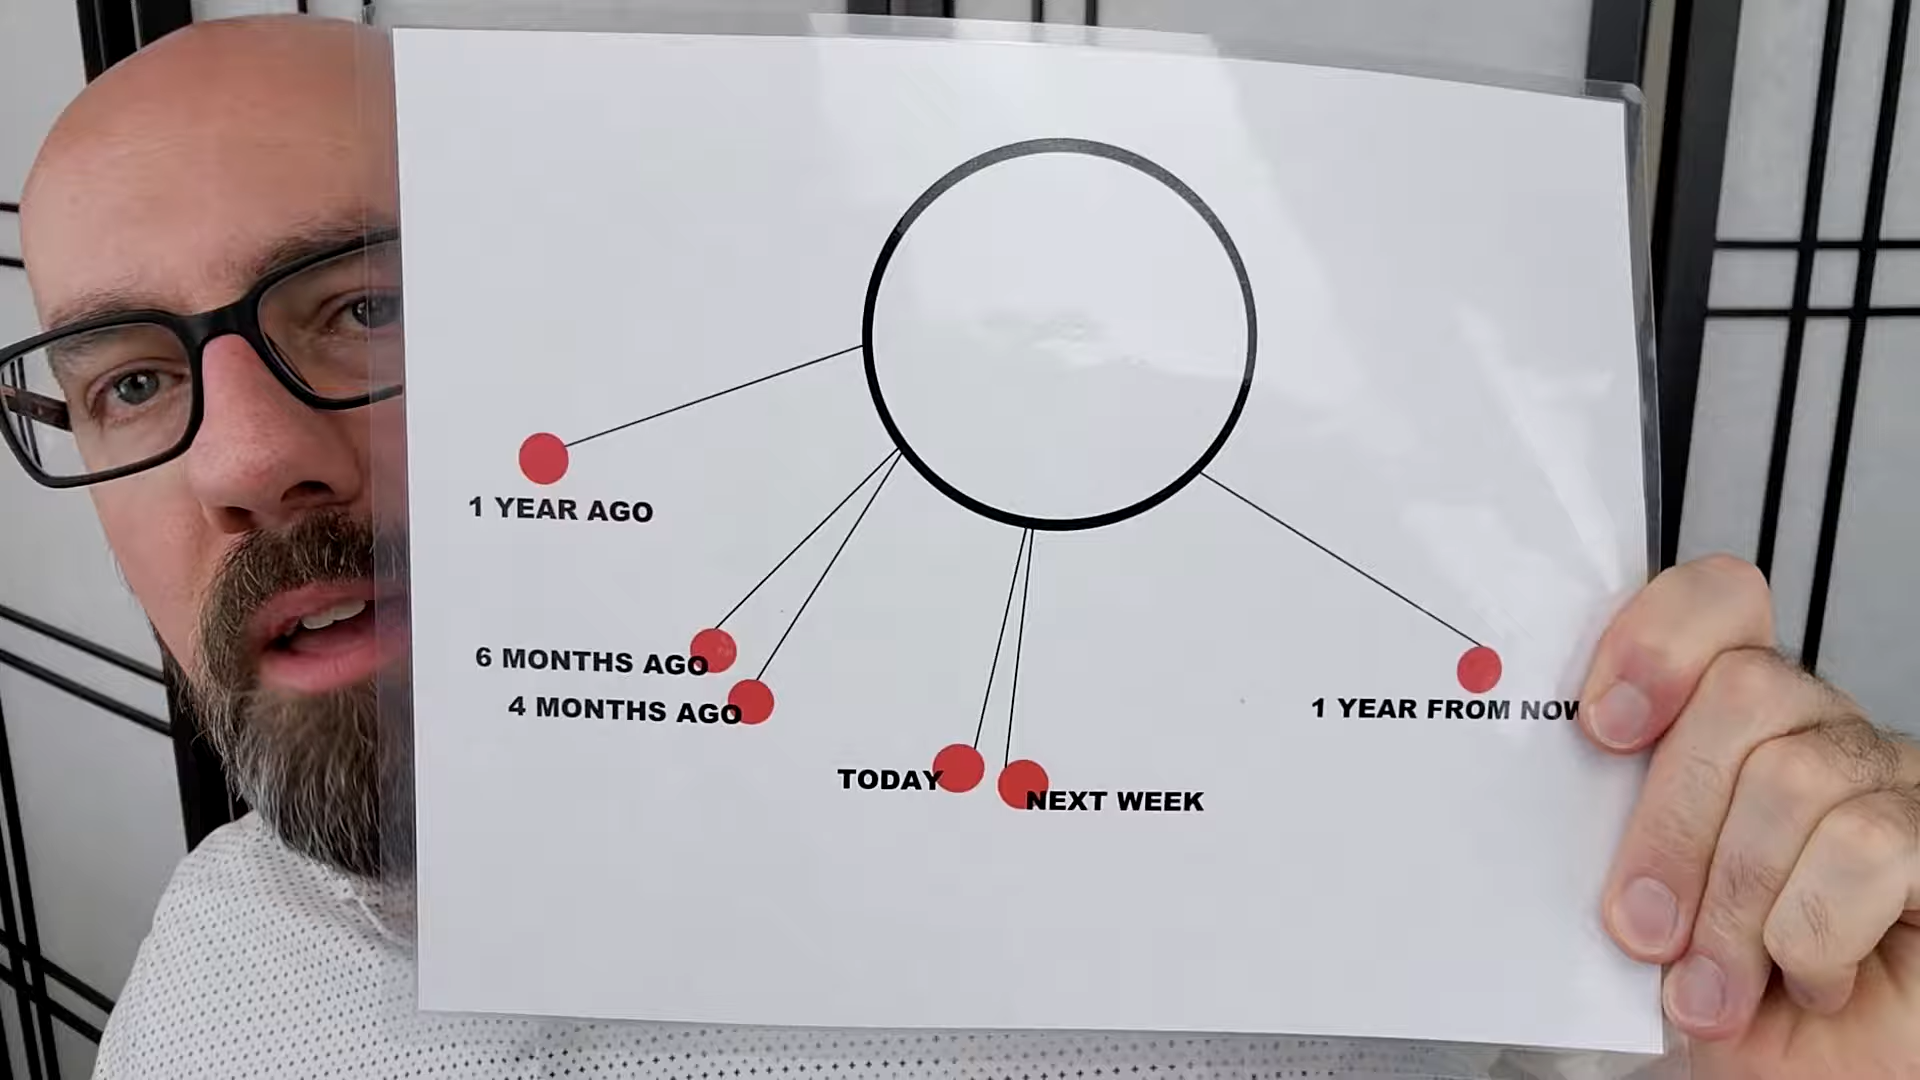 1 YEAR AGO
6 MONTHS AGO
4 MONTHS AGO
TODAY
NEXT WEEK
1 YEAR FROM NOW